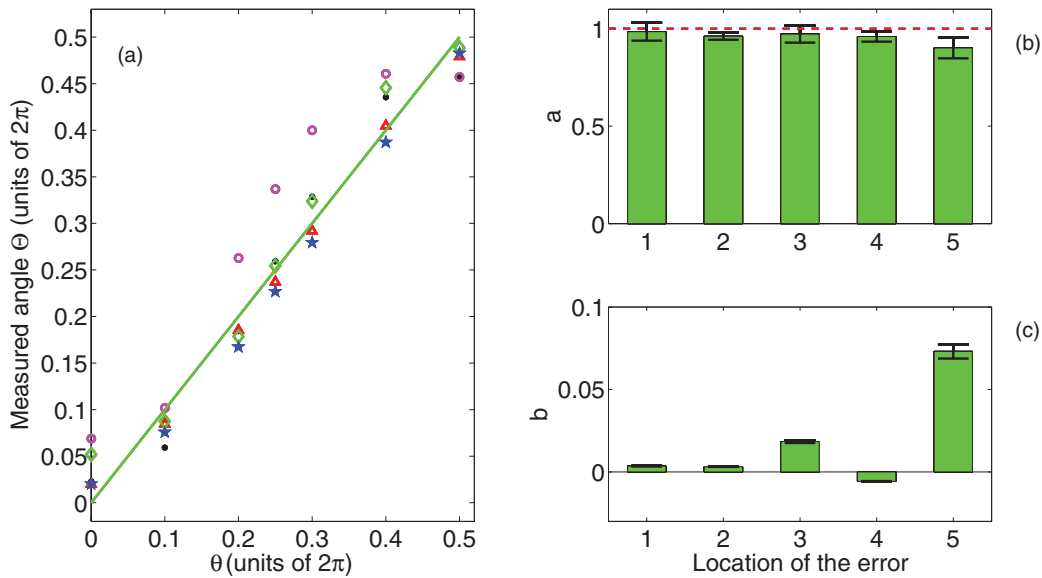 (a)
Measured angle Θ (units of 2π)
0.5
0.45
0.4
0.35
0.3
0.25
0.2
0.15
0.1
0.05
0
0 0.1 0.2 0.3 0.4 0.5
θ (units of 2π)
(b)
a
1
0.5
0
1 2 3 4 5
(c)
b
0.1
0.05
0
1 2 3 4 5
Location of the error